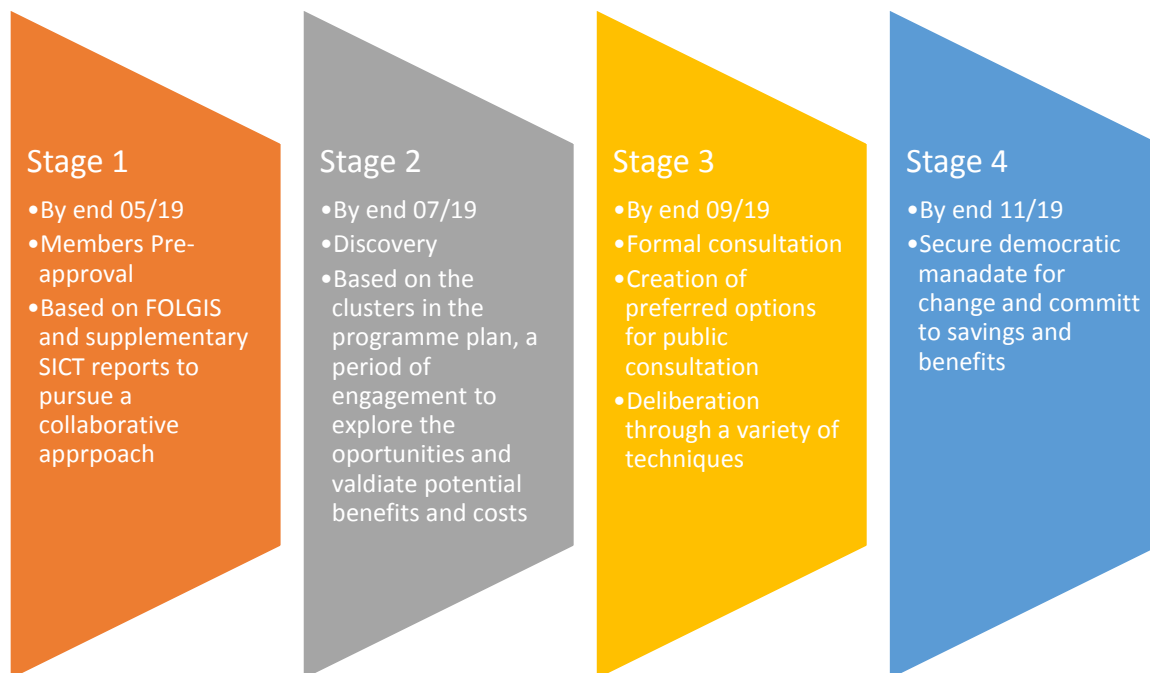 Stage 1
•By end 05/19
•Members Pre-
approval
•Based on FOLGIS
and supplementary
SICT reports to
pursue a
collaborative
apprpoach
Stage 2
•By end 07/19
•Discovery
•Based on the
clusters in the
programme plan, a
period of
engagement to
explore the
oportunities and
valdiate potential
benefits and costs
Stage 3
•By end 09/19
•Formal consultation
•Creation of
preferred options
for public
consultation
•Deliberation
through a variety of
techniques
Stage 4
•By end 11/19
•Secure democratic
manadate for
change and committ
to savings and
benefits